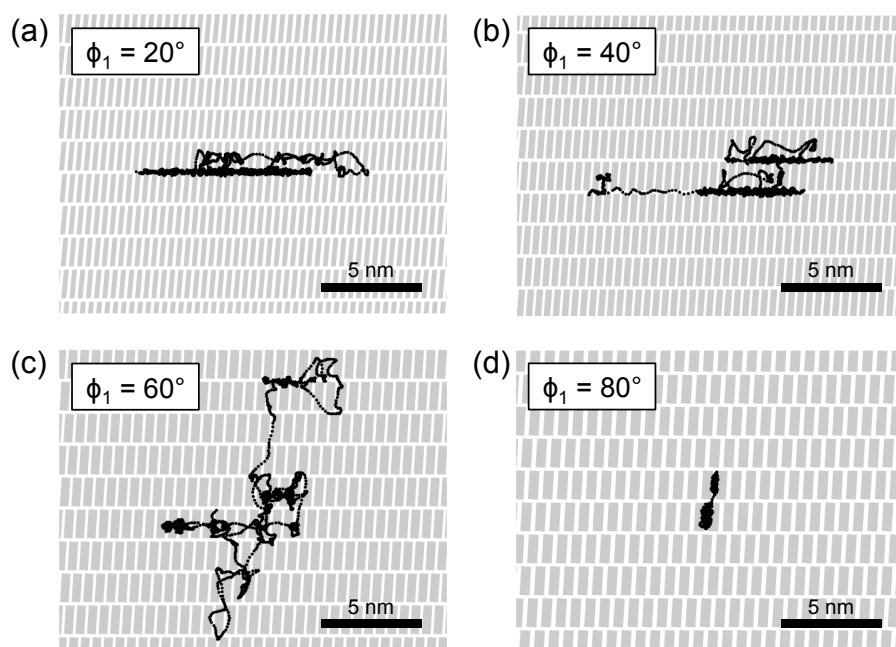 (a)
ϕ₁ = 20°
5 nm
(b)
ϕ₁ = 40°
5 nm
(c)
ϕ₁ = 60°
5 nm
(d)
ϕ₁ = 80°
5 nm